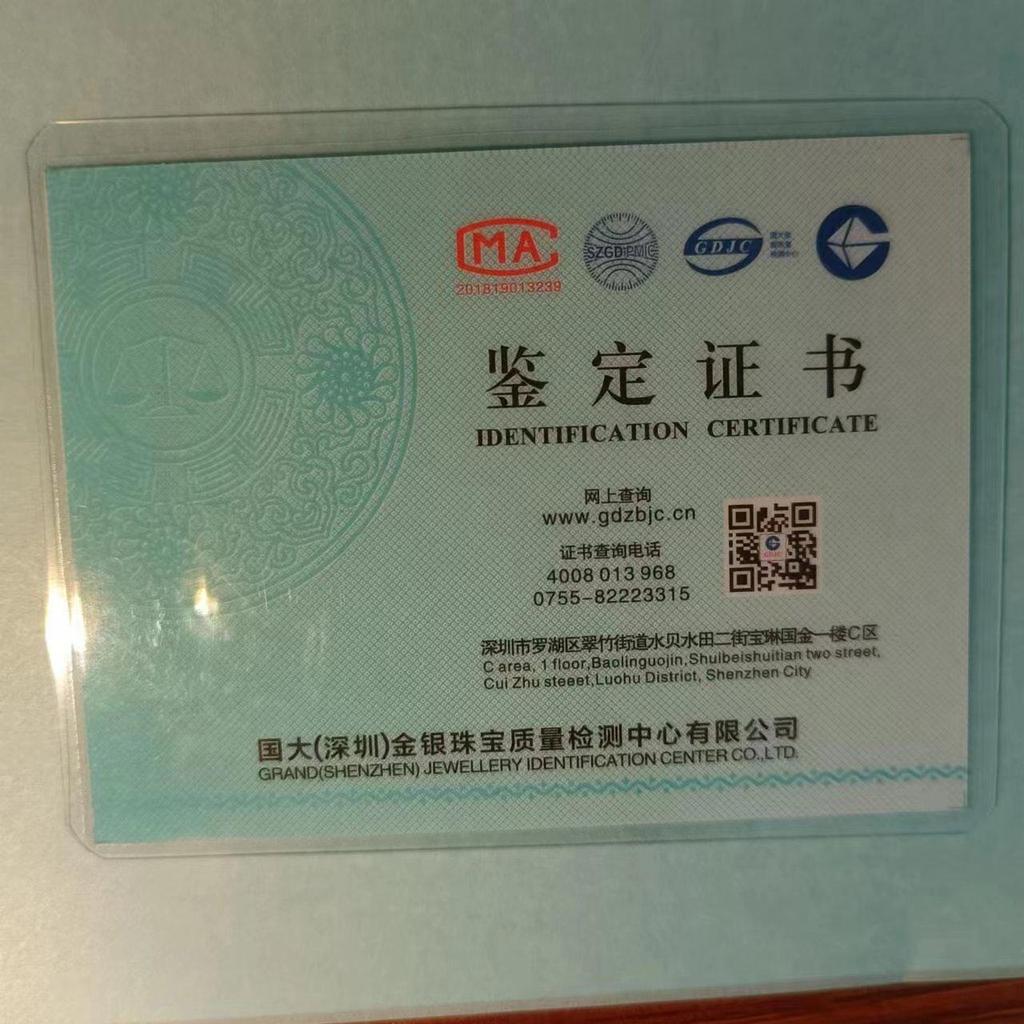 CMA
201819013239
SZGDPMC
GDJC
鉴定证书
IDENTIFICATION CERTIFICATE
网上查询
www.gdzbjc.cn
证书查询电话
4008 013 968
0755-82223315
深圳市罗湖区翠竹街道水贝水田二街宝琳国金一楼C区
C area, 1 floor,Baolinguojin,Shuibeishuitian two street,
Cui Zhu steeet,Luohu District, Shenzhen City
国大(深圳)金银珠宝质量检测中心有限公司
GRAND(SHENZHEN) JEWELLERY IDENTIFICATION CENTER CO.,LTD.